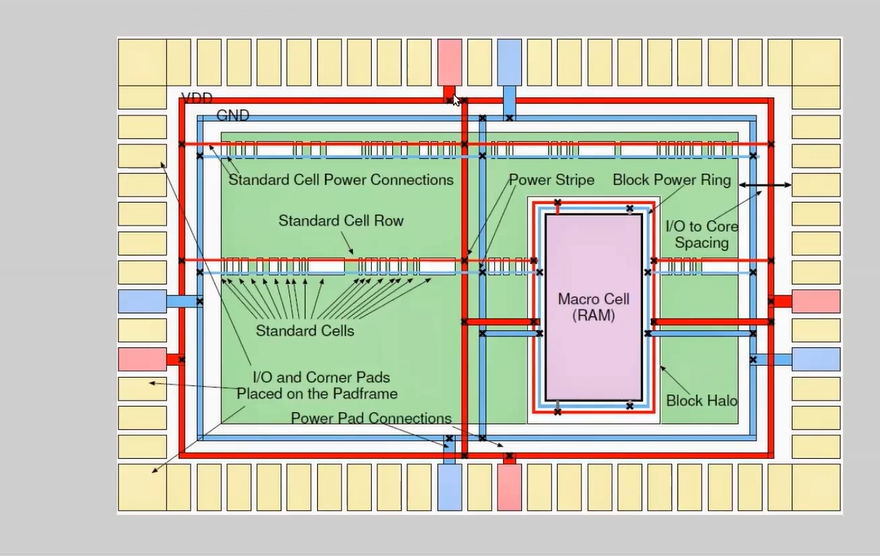 VDD
GND
Standard Cell Power Connections
Power Stripe
Block Power Ring
Standard Cell Row
I/O to Core
Spacing
Macro Cell
(RAM)
Standard Cells
I/O and Corner Pads
Placed on the Padframe
Block Halo
Power Pad Connections